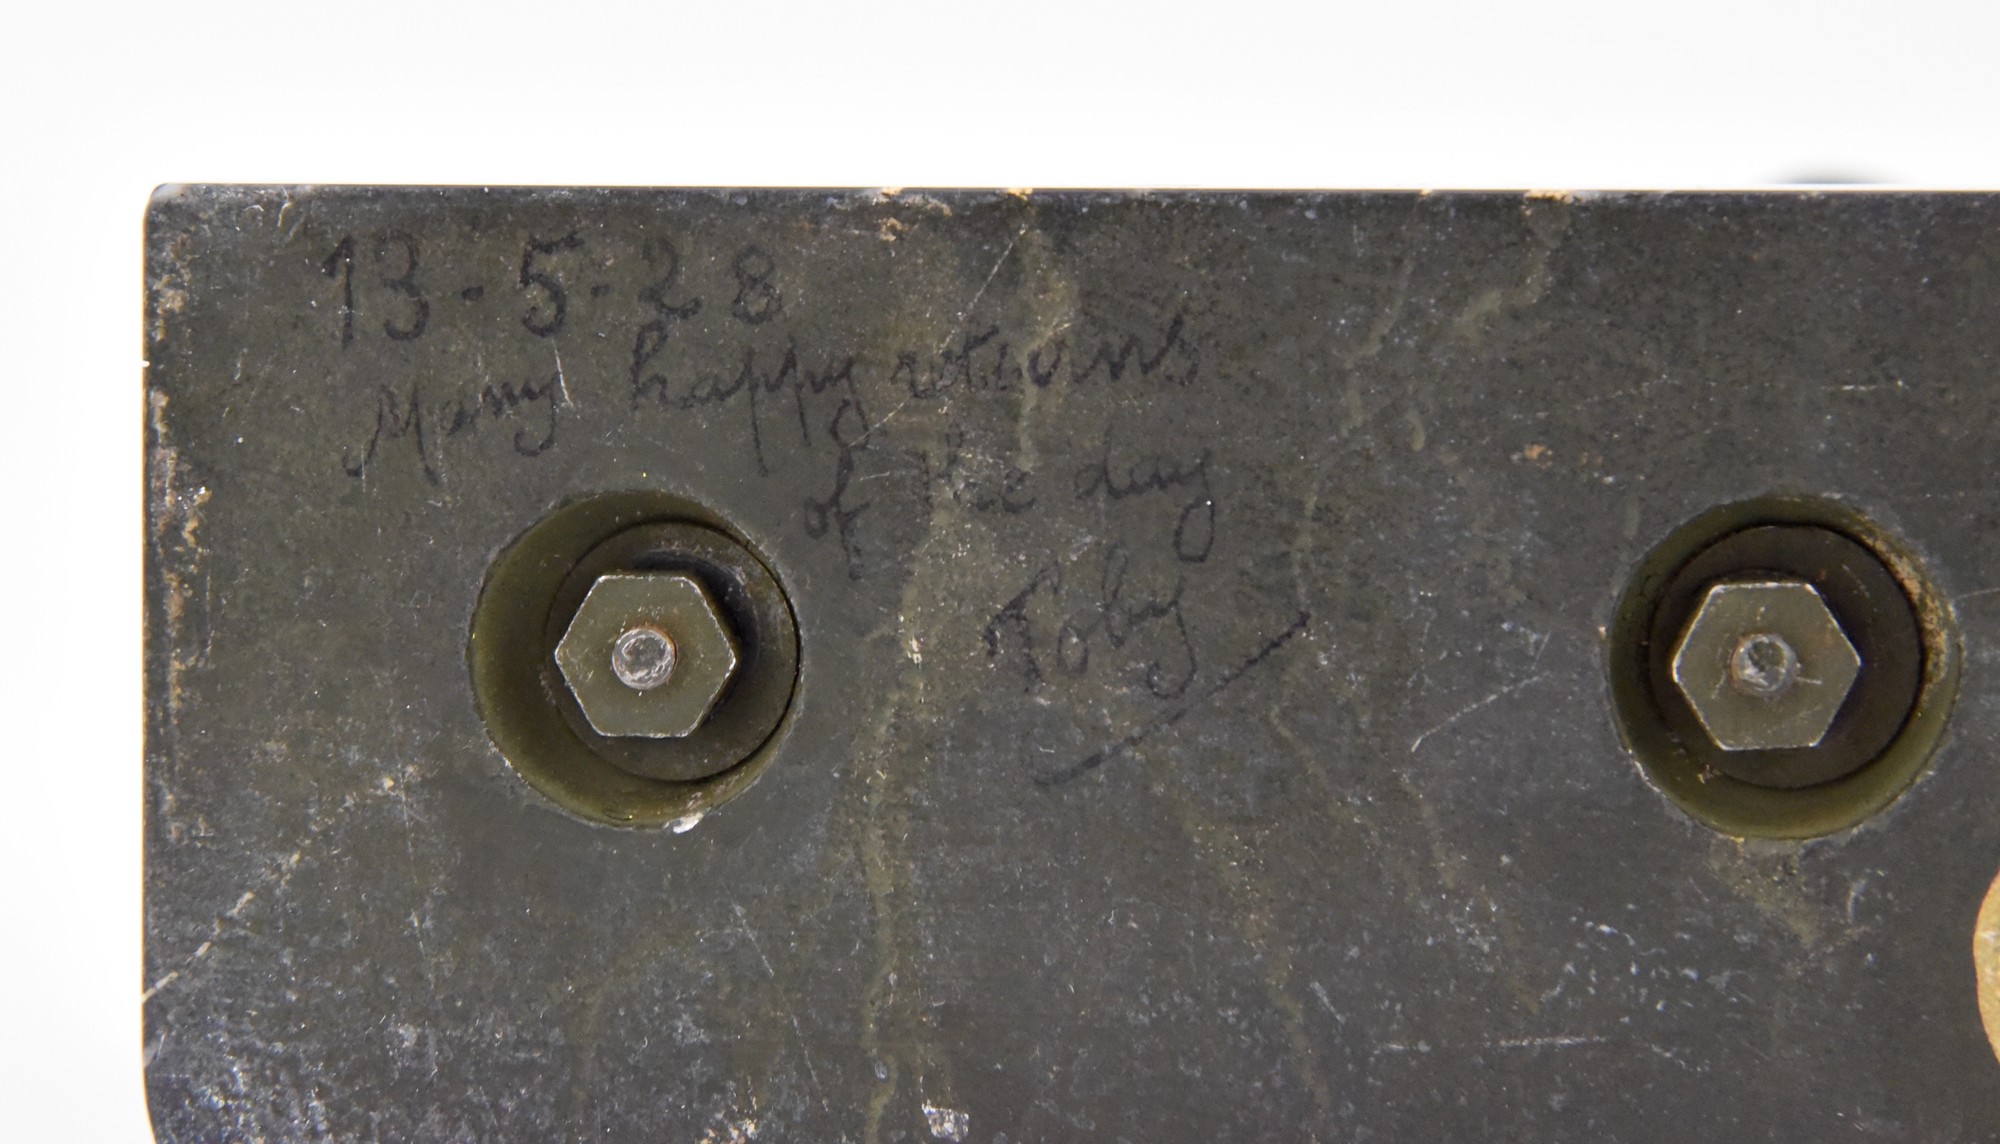 13-5-28
Many happy returns
of the day
Toby